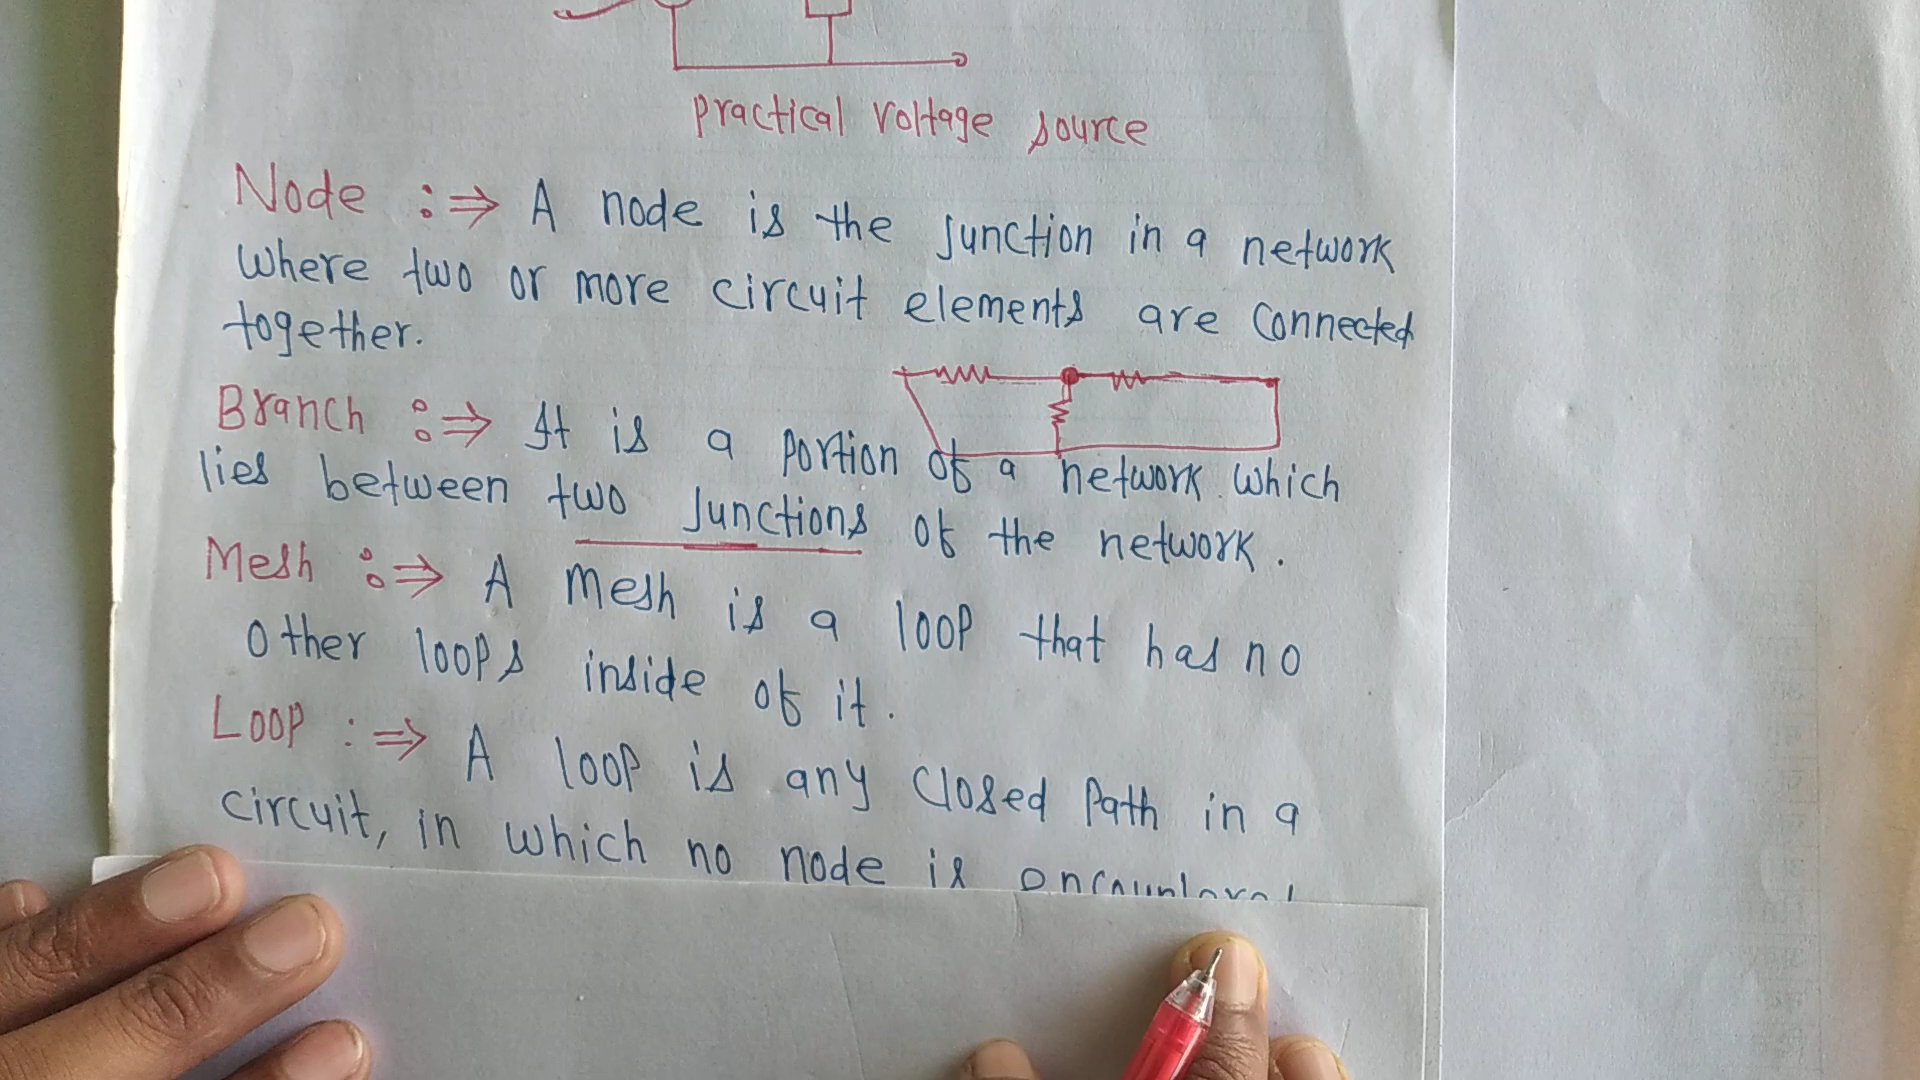 practical voltage source
Node :⇒ A node is the junction in a network
where two or more circuit elements are connected
together.
Branch :⇒ It is a portion of a network which
lies between two junctions of the network.
Mesh :⇒ A mesh is a loop that has no
other loops inside of it.
Loop :⇒ A loop is any closed path in a
circuit, in which no node is